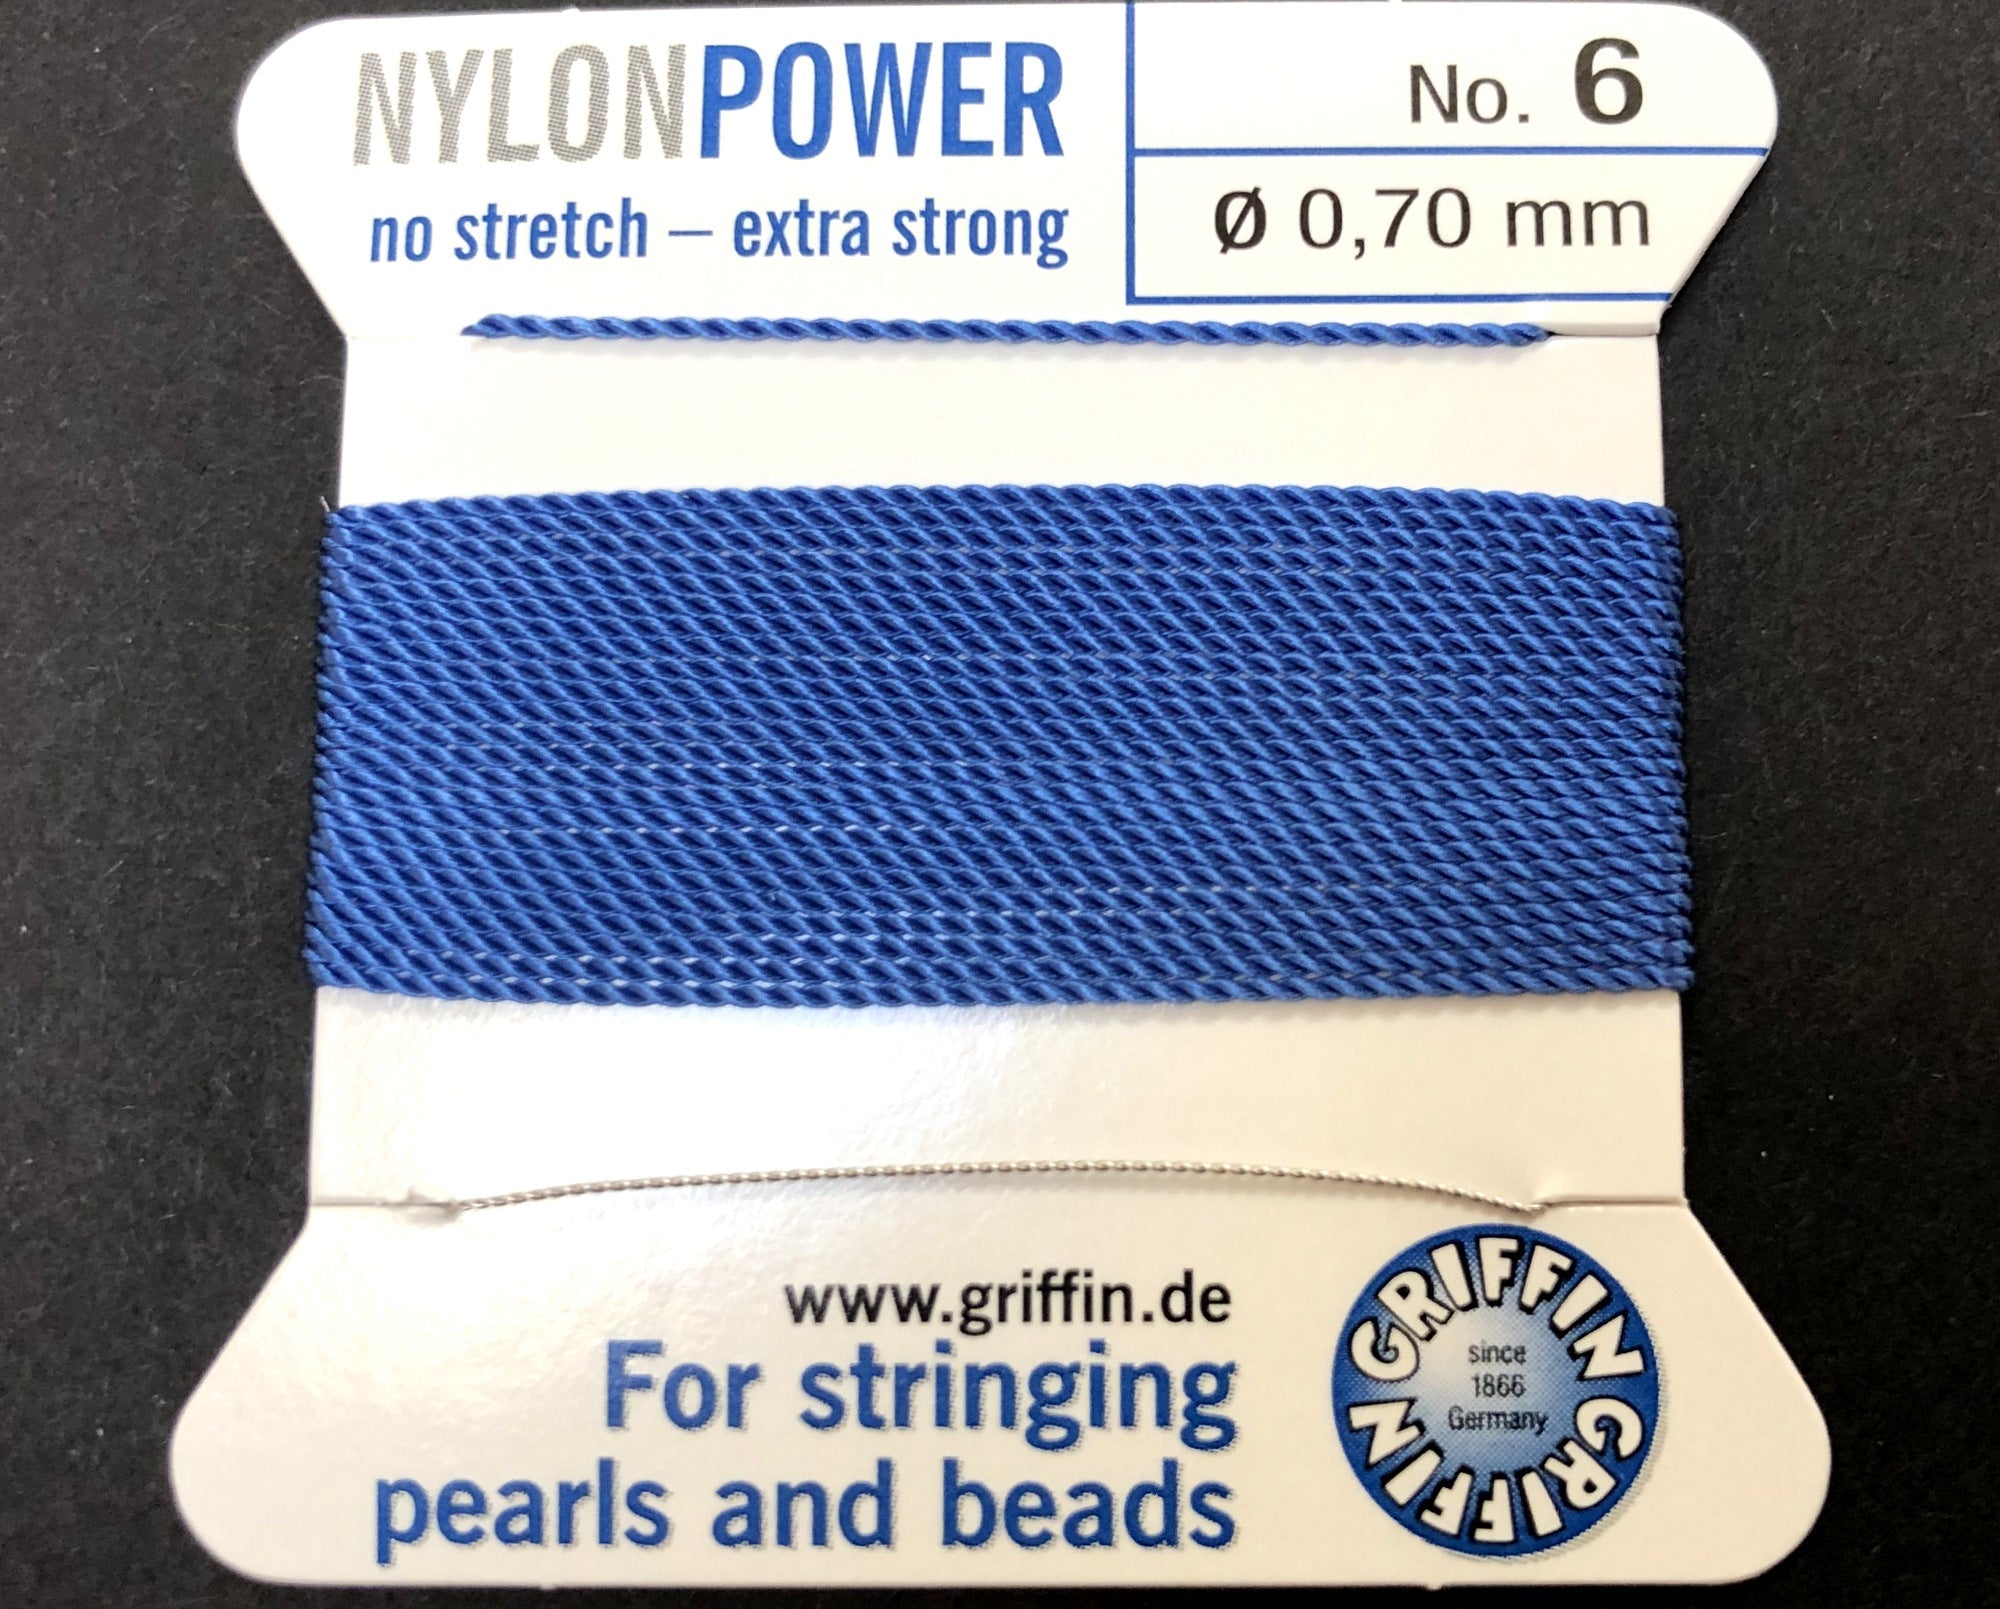 NYLONPOWER
no stretch – extra strong
No. 6
Ø 0,70 mm
www.griffin.de
For stringing
pearls and beads
GRIFFIN GRIFFIN GRIFFIN
since
1866
Germany